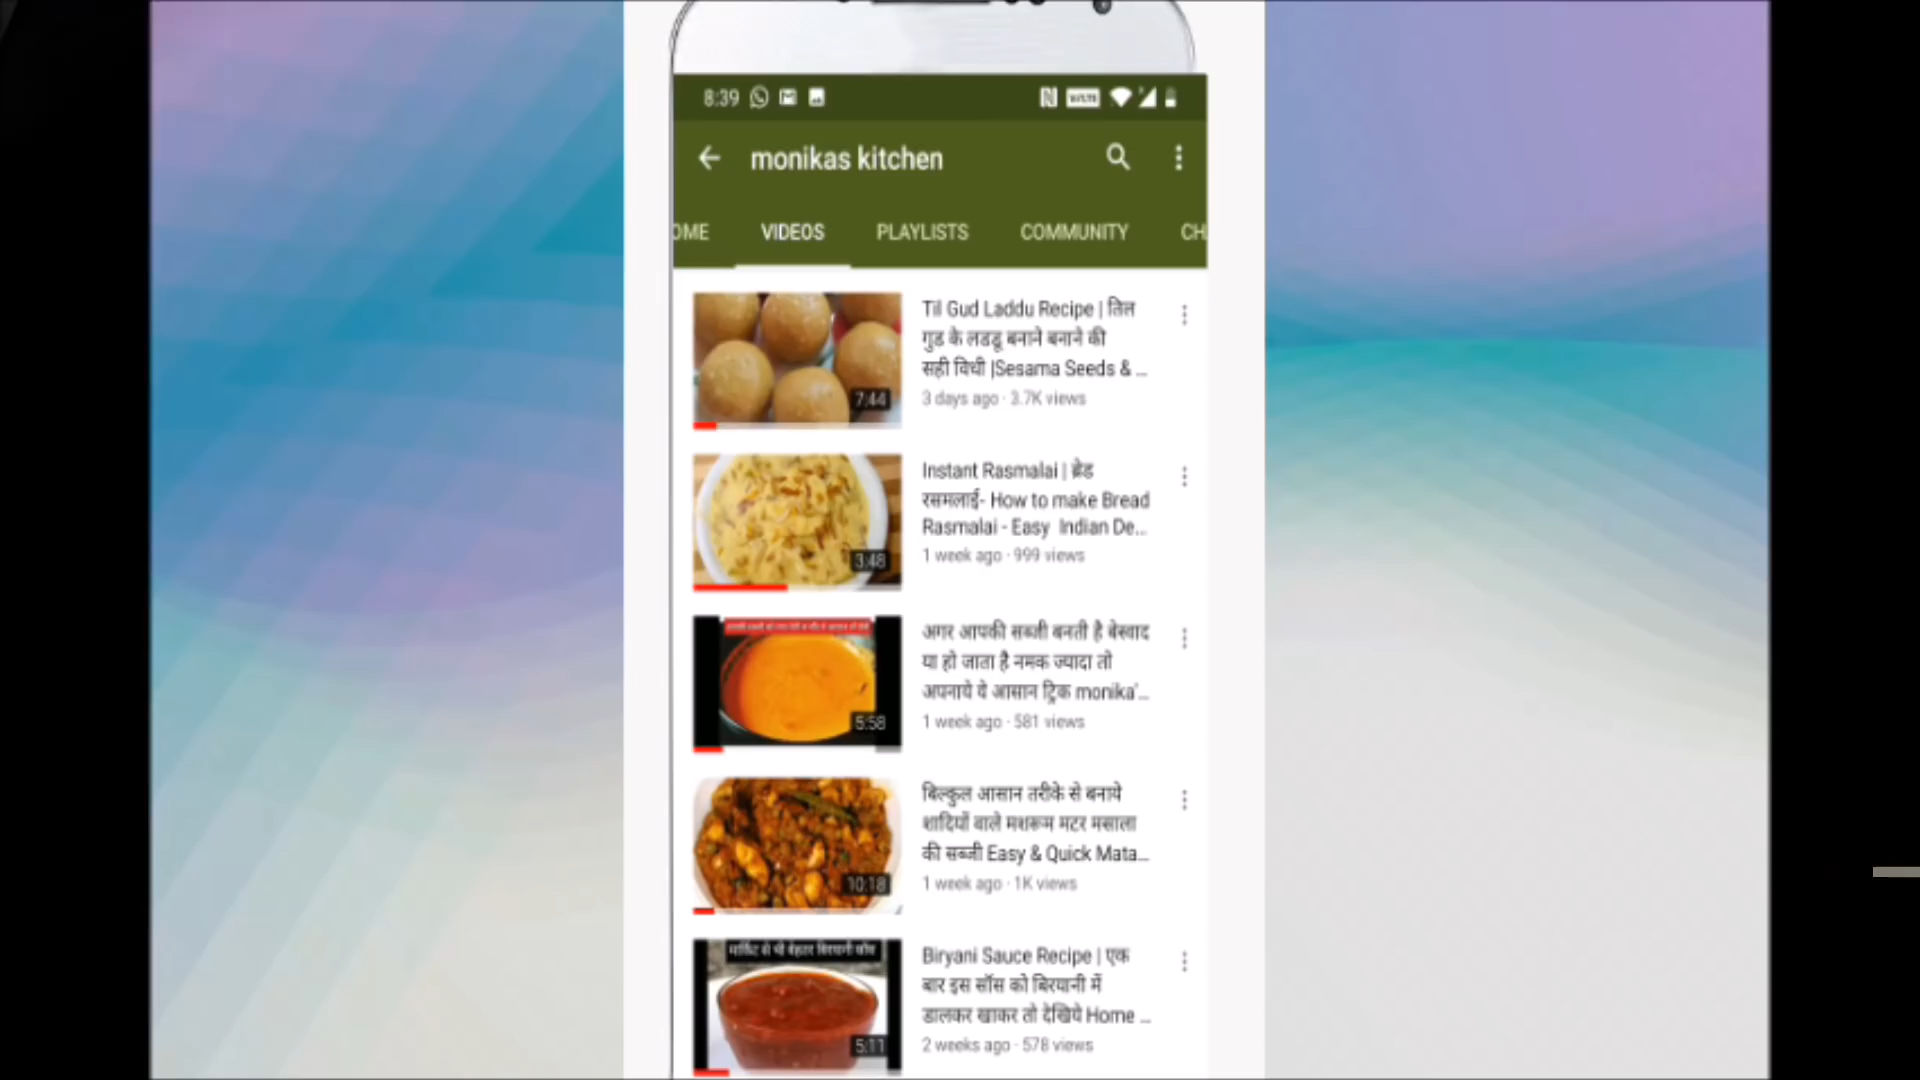 8:39
monikas kitchen
OME VIDEOS PLAYLISTS COMMUNITY CH
Til Gud Laddu Recipe | तिल
गुड के लडडू बनाने बनाने की
सही विधी |Sesama Seeds & ...
3 days ago · 3.7K views
7:44
Instant Rasmalai | ब्रेड
रसमलाई- How to make Bread
Rasmalai - Easy Indian De...
1 week ago · 999 views
3:48
अगर आपकी सब्जी बनती है बेस्वाद
या हो जाता है नमक ज्यादा तो
अपनाये ये आसान ट्रिक monika'...
1 week ago · 581 views
5:58
बिल्कुल आसान तरीके से बनाये
शादियों वाले मशरूम मटर मसाला
की सब्जी Easy & Quick Mata...
1 week ago · 1K views
10:18
मार्किट से भी बेहतर बिरयानी सॉस
Biryani Sauce Recipe | एक
बार इस सॉस को बिरयानी में
डालकर खाकर तो देखिये Home ...
2 weeks ago · 578 views
5:11